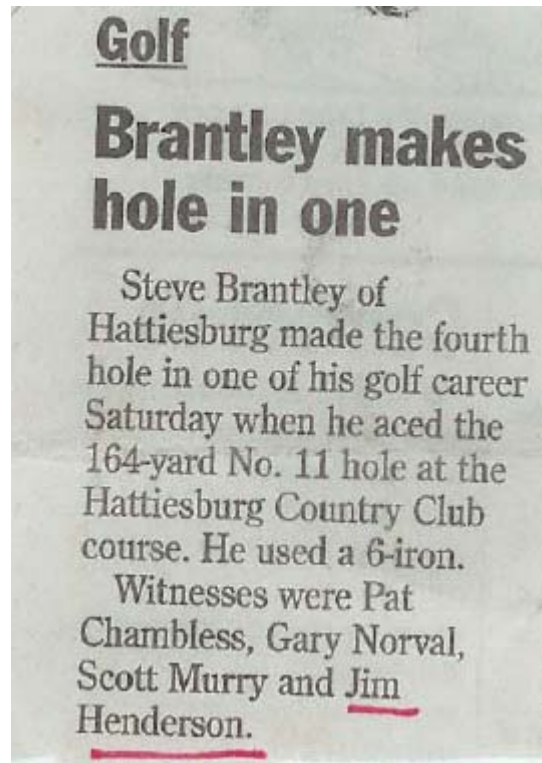 Golf
Brantley makes
hole in one
Steve Brantley of
Hattiesburg made the fourth
hole in one of his golf career
Saturday when he aced the
164-yard No. 11 hole at the
Hattiesburg Country Club
course. He used a 6-iron.
Witnesses were Pat
Chambless, Gary Norval,
Scott Murry and Jim
Henderson.